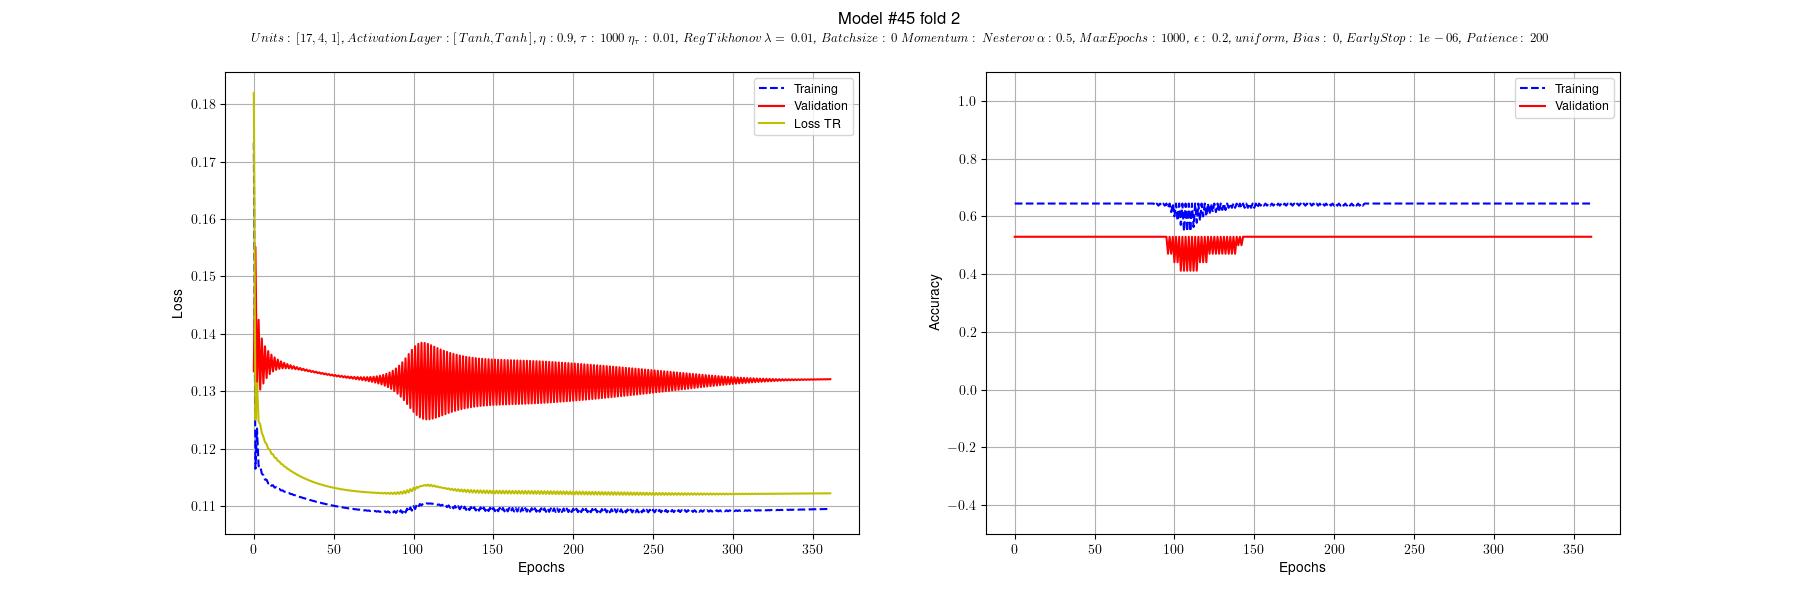 Model #45 fold 2
Units : [17, 4, 1], ActivationLayer : [Tanh, Tanh], η : 0.9, τ : 1000 ητ : 0.01, RegTikhonov λ = 0.01, Batchsize : 0 Momentum : Nesterov α : 0.5, MaxEpochs : 1000, ϵ : 0.2, uniform, Bias : 0, EarlyStop : 1e − 06, Patience : 200
Training
Validation
Loss TR
0.18
0.17
0.16
0.15
0.14
0.13
0.12
0.11
Loss
0 50 100 150 200 250 300 350
Epochs
Training
Validation
1.0
0.8
0.6
0.4
0.2
0.0
−0.2
−0.4
Accuracy
0 50 100 150 200 250 300 350
Epochs